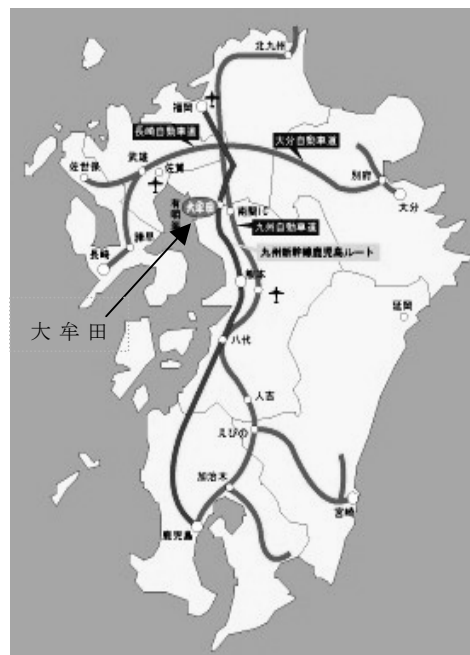 北九州
福岡
長崎自動車道
大分自動車道
武雄
佐世保
佐賀
別府
大分
有明
大牟田
南関IC
諫早
九州自動車道
長崎
九州新幹線鹿児島ルート
熊本
延岡
大牟田
八代
人吉
えびの
加治木
宮崎
鹿児島